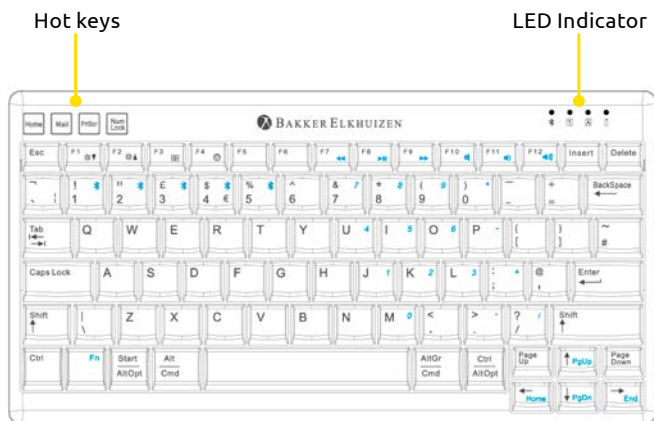 Hot keys LED Indicator
Home Mail PrtScr Num Lock BAKKER ELKHUIZEN
Esc F1 F2 F3 F4 F5 F6 F7 F8 F9 F10 F11 F12 Insert Delete
¬ ! " £ $ % ^ & 7 * 8 ( 9 ) * _ + BackSpace
` ¦ 1 2 3 4 € 5 6 7 8 9 0 - =
Tab Q W E R T Y U 4 I 5 O 6 P - { } ~
[ ] #
Caps Lock A S D F G H J 1 K 2 L 3 : + @ Enter
; '
Shift | Z X C V B N M 0 < > . ? / Shift
\ , . /
Ctrl Fn Start Alt AltGr Ctrl Page Up PgUp Page Down
AltOpt Cmd Cmd AltOpt
Home PgDn End